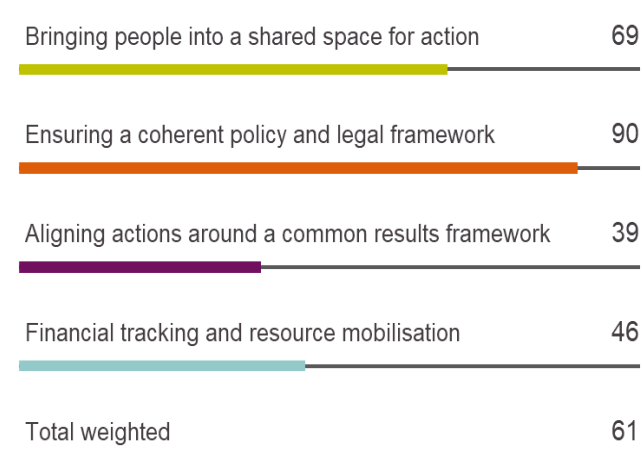 Bringing people into a shared space for action 69
Ensuring a coherent policy and legal framework 90
Aligning actions around a common results framework 39
Financial tracking and resource mobilisation 46
Total weighted 61